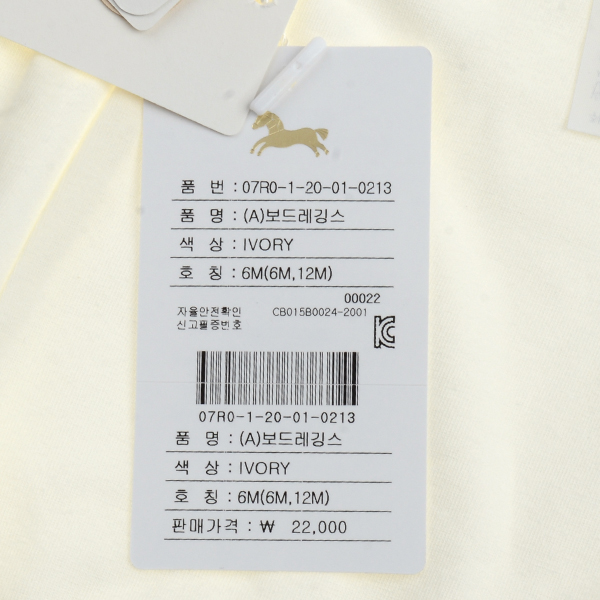 품 번 : 07R0-1-20-01-0213
품 명 : (A)보드레깅스
색 상 : IVORY
호 칭 : 6M(6M,12M)
00022
자율안전확인 CB015B0024-2001
신고필증번호
07R0-1-20-01-0213
품 명 : (A)보드레깅스
색 상 : IVORY
호 칭 : 6M(6M,12M)
판매가격 : ₩ 22,000